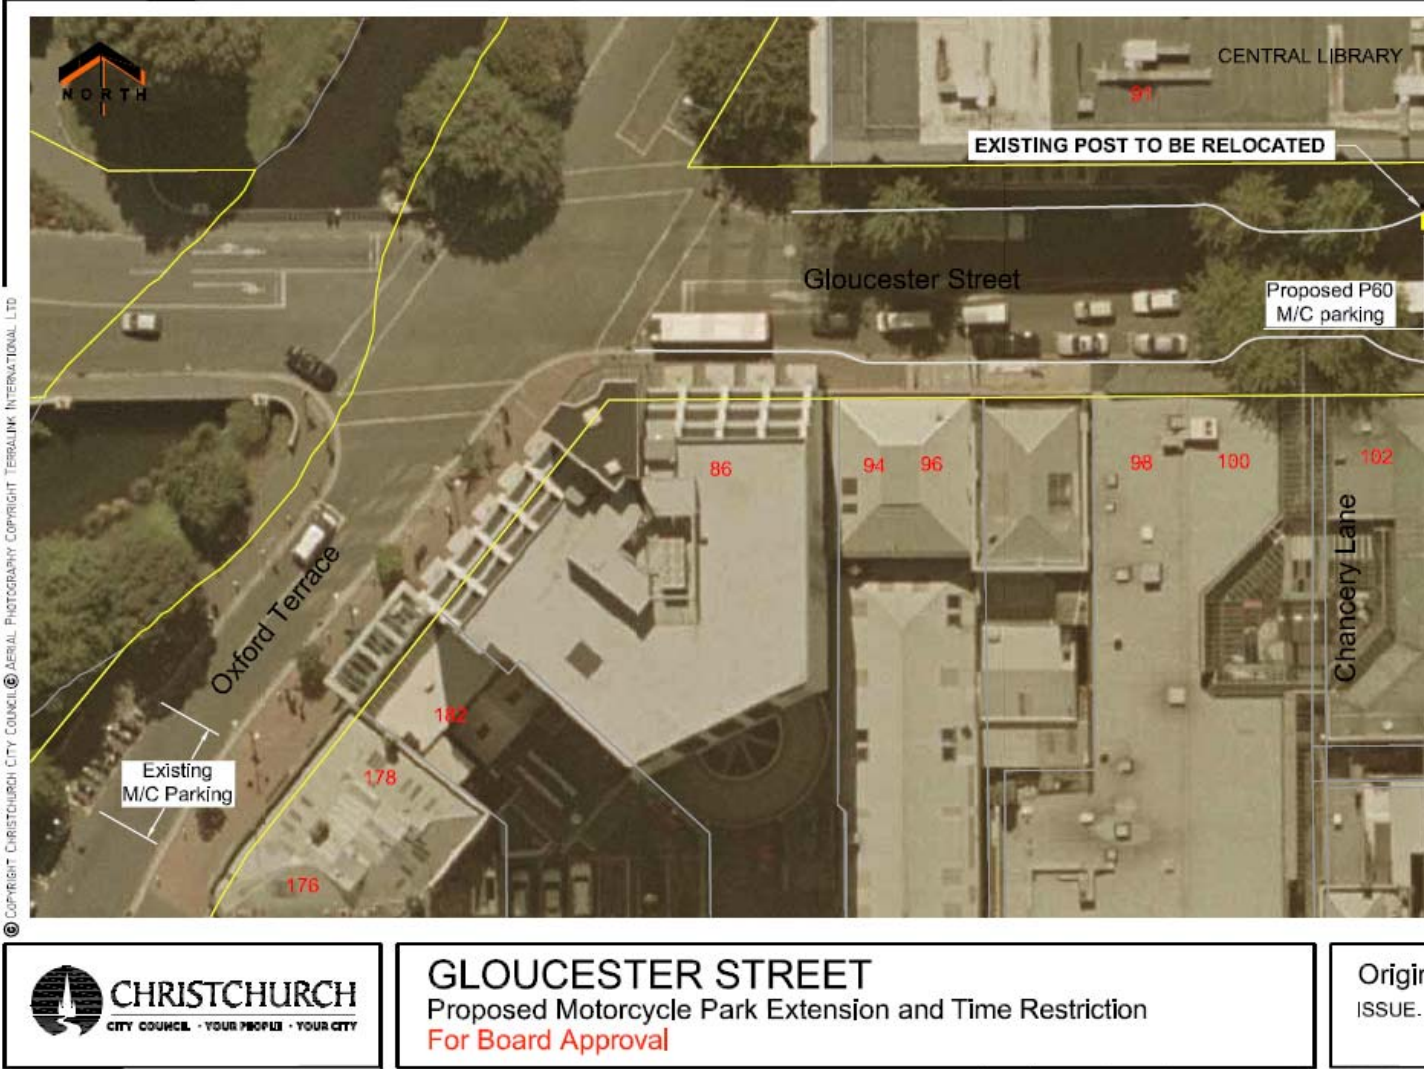 NORTH
CENTRAL LIBRARY
91
EXISTING POST TO BE RELOCATED
Gloucester Street
Proposed P60
M/C parking
86
94
96
98
100
102
Chancery Lane
Oxford Terrace
182
178
176
Existing
M/C Parking
© COPYRIGHT CHRISTCHURCH CITY COUNCIL © AERIAL PHOTOGRAPHY COPYRIGHT TERRALINK INTERNATIONAL LTD
CHRISTCHURCH
CITY COUNCIL · YOUR PEOPLE · YOUR CITY
GLOUCESTER STREET
Proposed Motorcycle Park Extension and Time Restriction
For Board Approval
Origin
ISSUE.